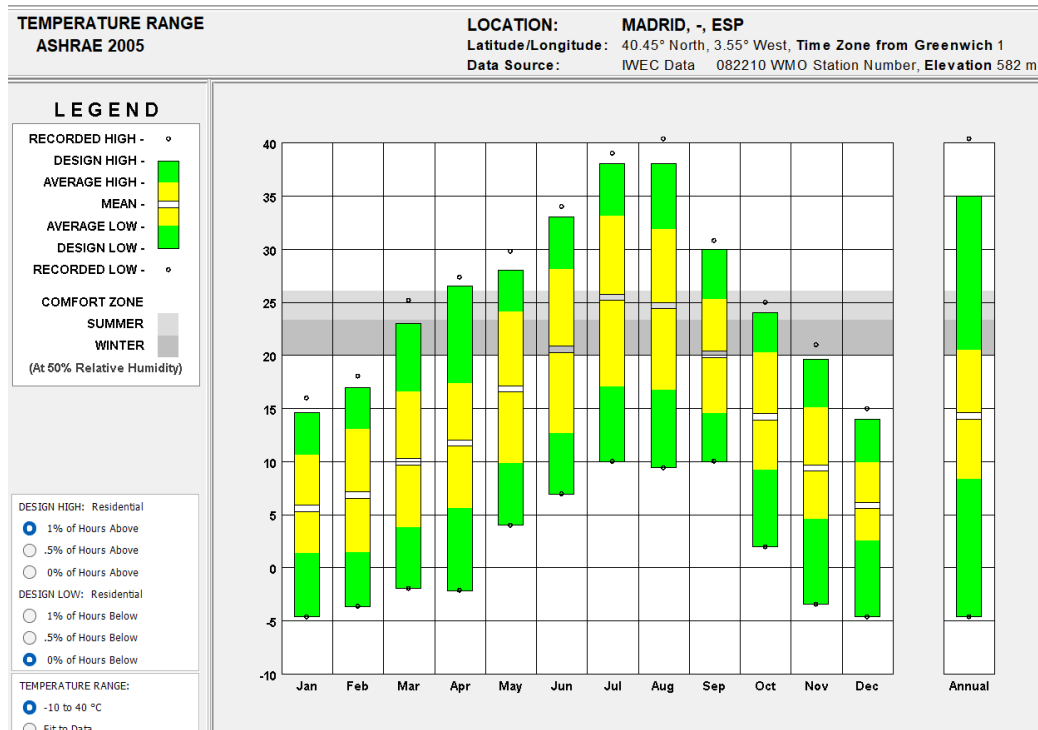 TEMPERATURE RANGE
ASHRAE 2005
LOCATION: MADRID, -, ESP
Latitude/Longitude: 40.45° North, 3.55° West, Time Zone from Greenwich 1
Data Source: IWEC Data 082210 WMO Station Number, Elevation 582 m
LEGEND
RECORDED HIGH -
DESIGN HIGH -
AVERAGE HIGH -
MEAN -
AVERAGE LOW -
DESIGN LOW -
RECORDED LOW -
COMFORT ZONE
SUMMER
WINTER
(At 50% Relative Humidity)
DESIGN HIGH: Residential
1% of Hours Above
.5% of Hours Above
0% of Hours Above
DESIGN LOW: Residential
1% of Hours Below
.5% of Hours Below
0% of Hours Below
TEMPERATURE RANGE:
-10 to 40 °C
Fit to Data
40
35
30
25
20
15
10
5
0
-5
-10
Jan Feb Mar Apr May Jun Jul Aug Sep Oct Nov Dec Annual